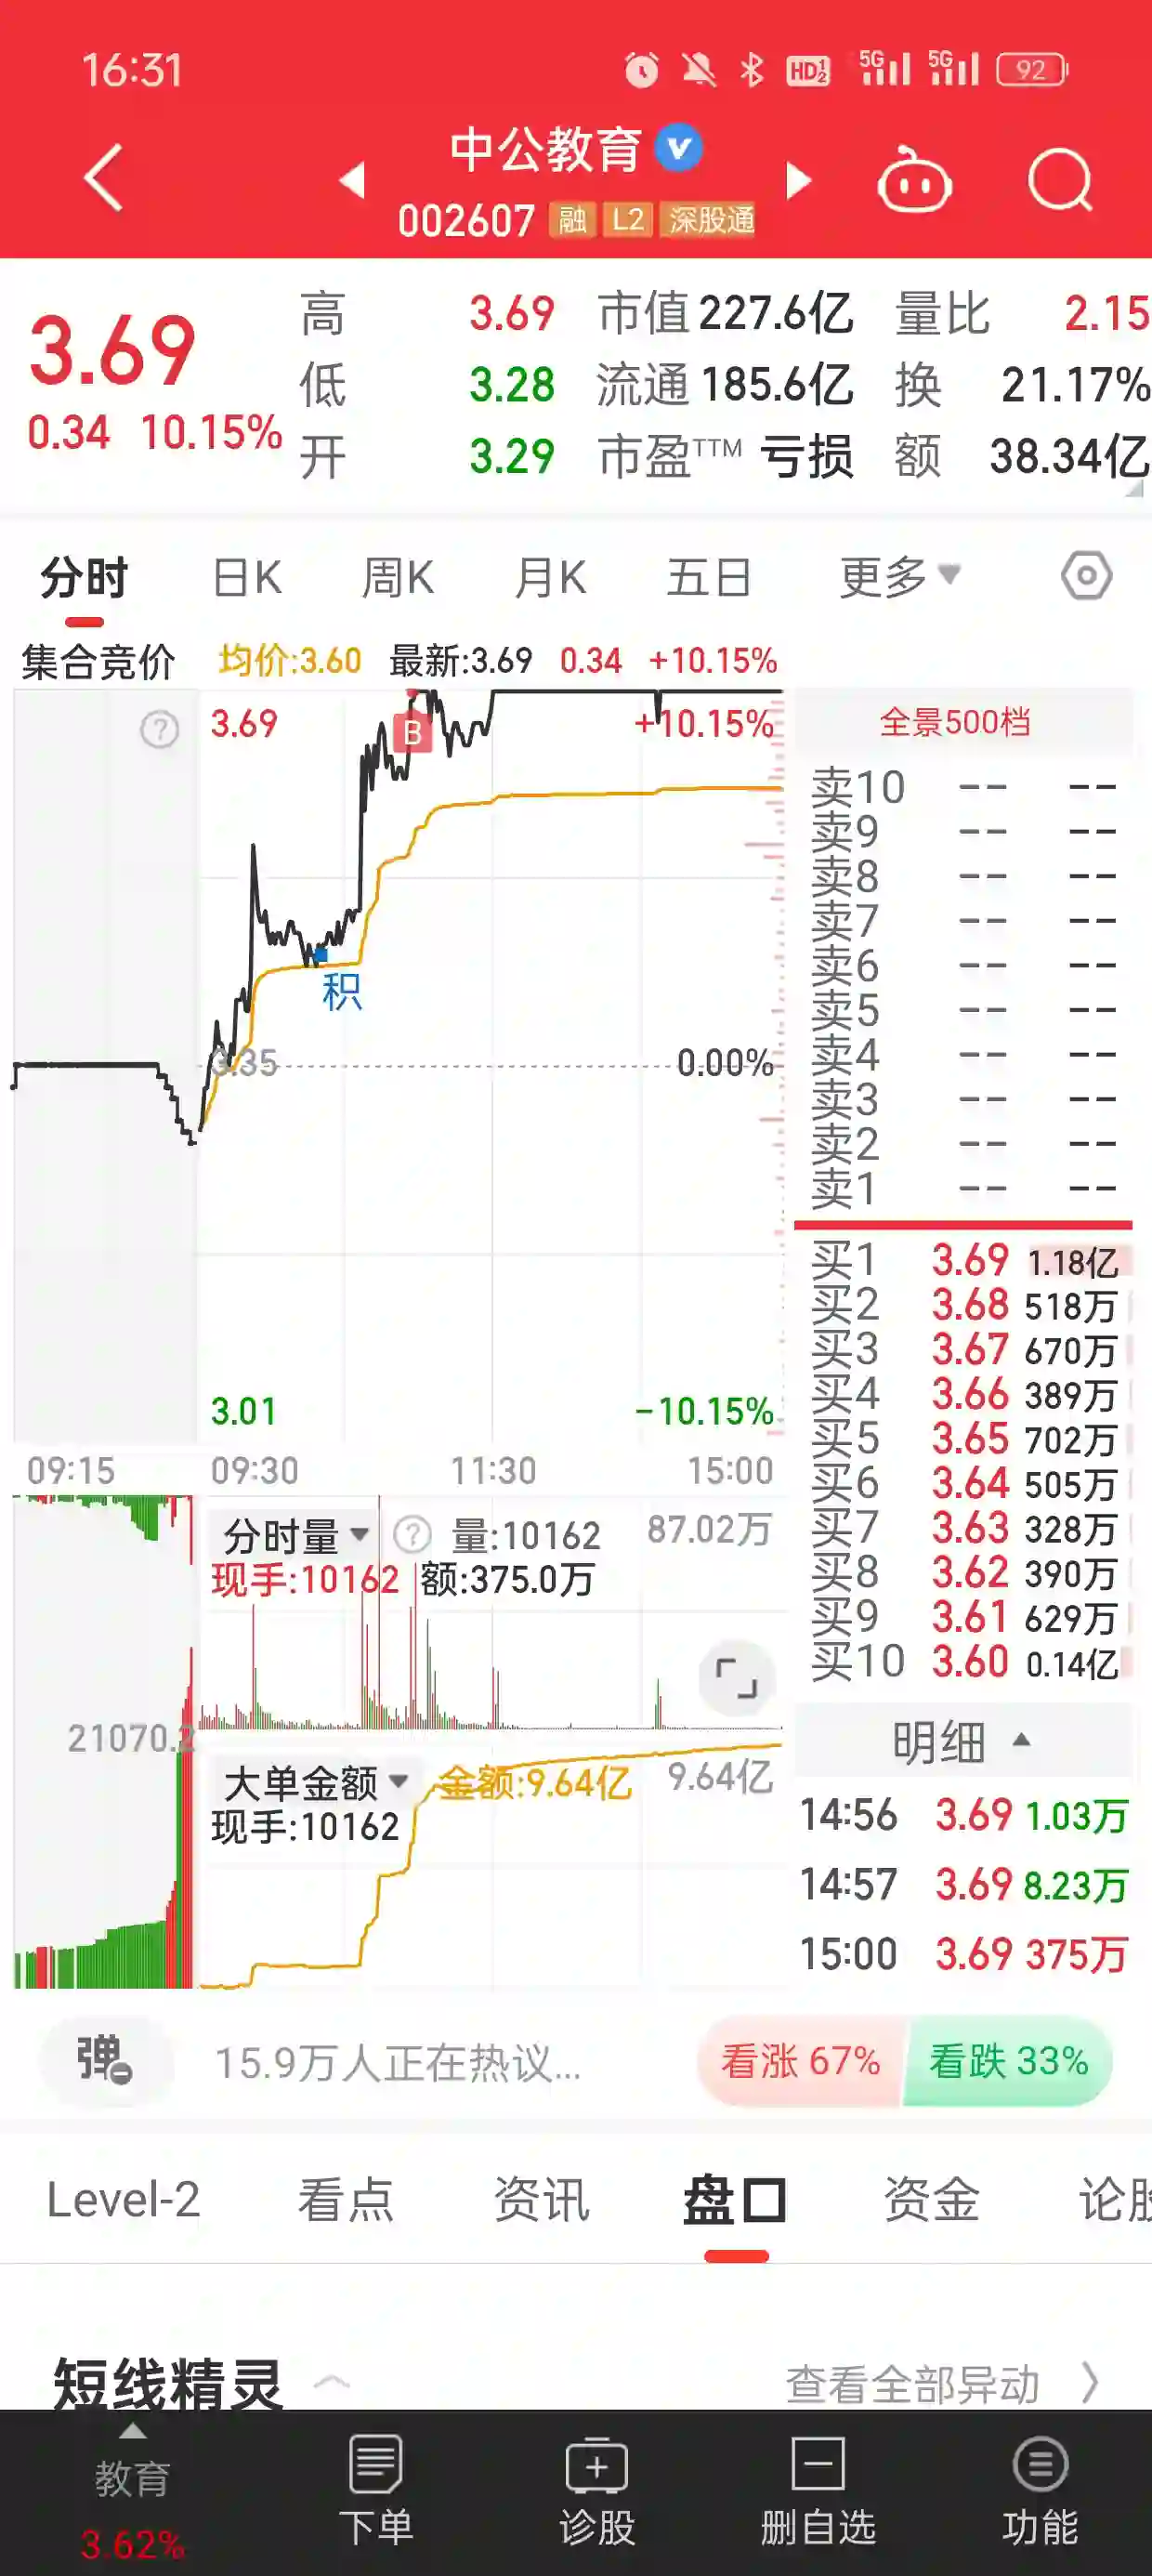 16:31
HD 1 2 5G 5G 92
中公教育
002607 融 L2 深股通
3.69
0.34 10.15%
高 3.69 市值 227.6亿 量比 2.15
低 3.28 流通 185.6亿 换 21.17%
开 3.29 市盈TTM 亏损 额 38.34亿
分时 日K 周K 月K 五日 更多
集合竞价 均价:3.60 最新:3.69 0.34 +10.15%
3.69 +10.15%
B
积
3.35 0.00%
3.01 -10.15%
09:15 09:30 11:30 15:00
全景500档
卖10 -- --
卖9 -- --
卖8 -- --
卖7 -- --
卖6 -- --
卖5 -- --
卖4 -- --
卖3 -- --
卖2 -- --
卖1 -- --
买1 3.69 1.18亿
买2 3.68 518万
买3 3.67 670万
买4 3.66 389万
买5 3.65 702万
买6 3.64 505万
买7 3.63 328万
买8 3.62 390万
买9 3.61 629万
买10 3.60 0.14亿
分时量 ? 量:10162 87.02万
现手:10162 额:375.0万
21070.2
大单金额 金额:9.64亿 9.64亿
现手:10162
明细
14:56 3.69 1.03万
14:57 3.69 8.23万
15:00 3.69 375万
弹 15.9万人正在热议... 看涨 67% 看跌 33%
Level-2 看点 资讯 盘口 资金 论股
短线精灵 查看全部异动
教育 3.62%
下单 诊股 删自选 功能